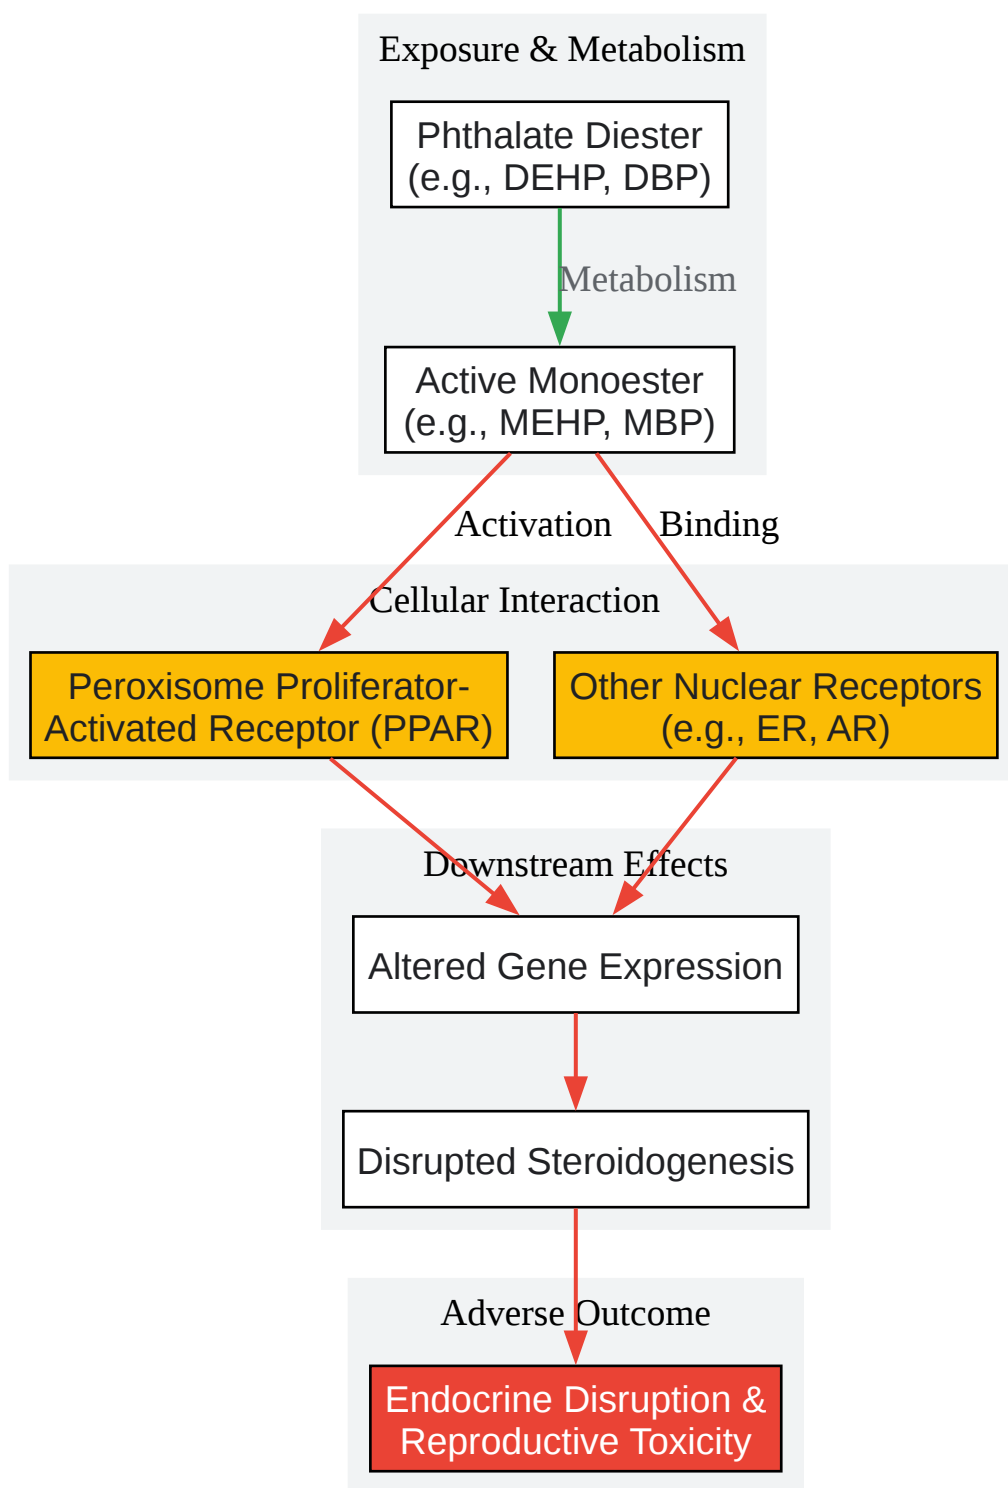 Exposure & Metabolism
Phthalate Diester
(e.g., DEHP, DBP)
Metabolism
Active Monoester
(e.g., MEHP, MBP)
Activation
Binding
Cellular Interaction
Peroxisome Proliferator-
Activated Receptor (PPAR)
Other Nuclear Receptors
(e.g., ER, AR)
Downstream Effects
Altered Gene Expression
Disrupted Steroidogenesis
Adverse Outcome
Endocrine Disruption &
Reproductive Toxicity